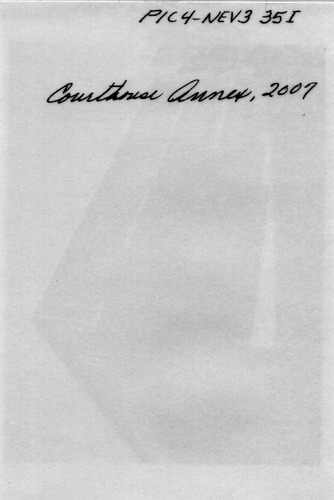 PIC4-NEV3 35I
Courthouse Annex, 2007